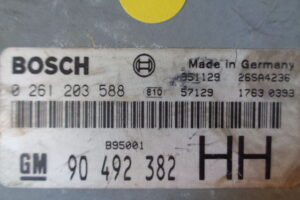 BOSCH Made in Germany
951129 26SA4236
0 261 203 588 810 57129 1763 0393
B95001
GM 90 492 382 HH